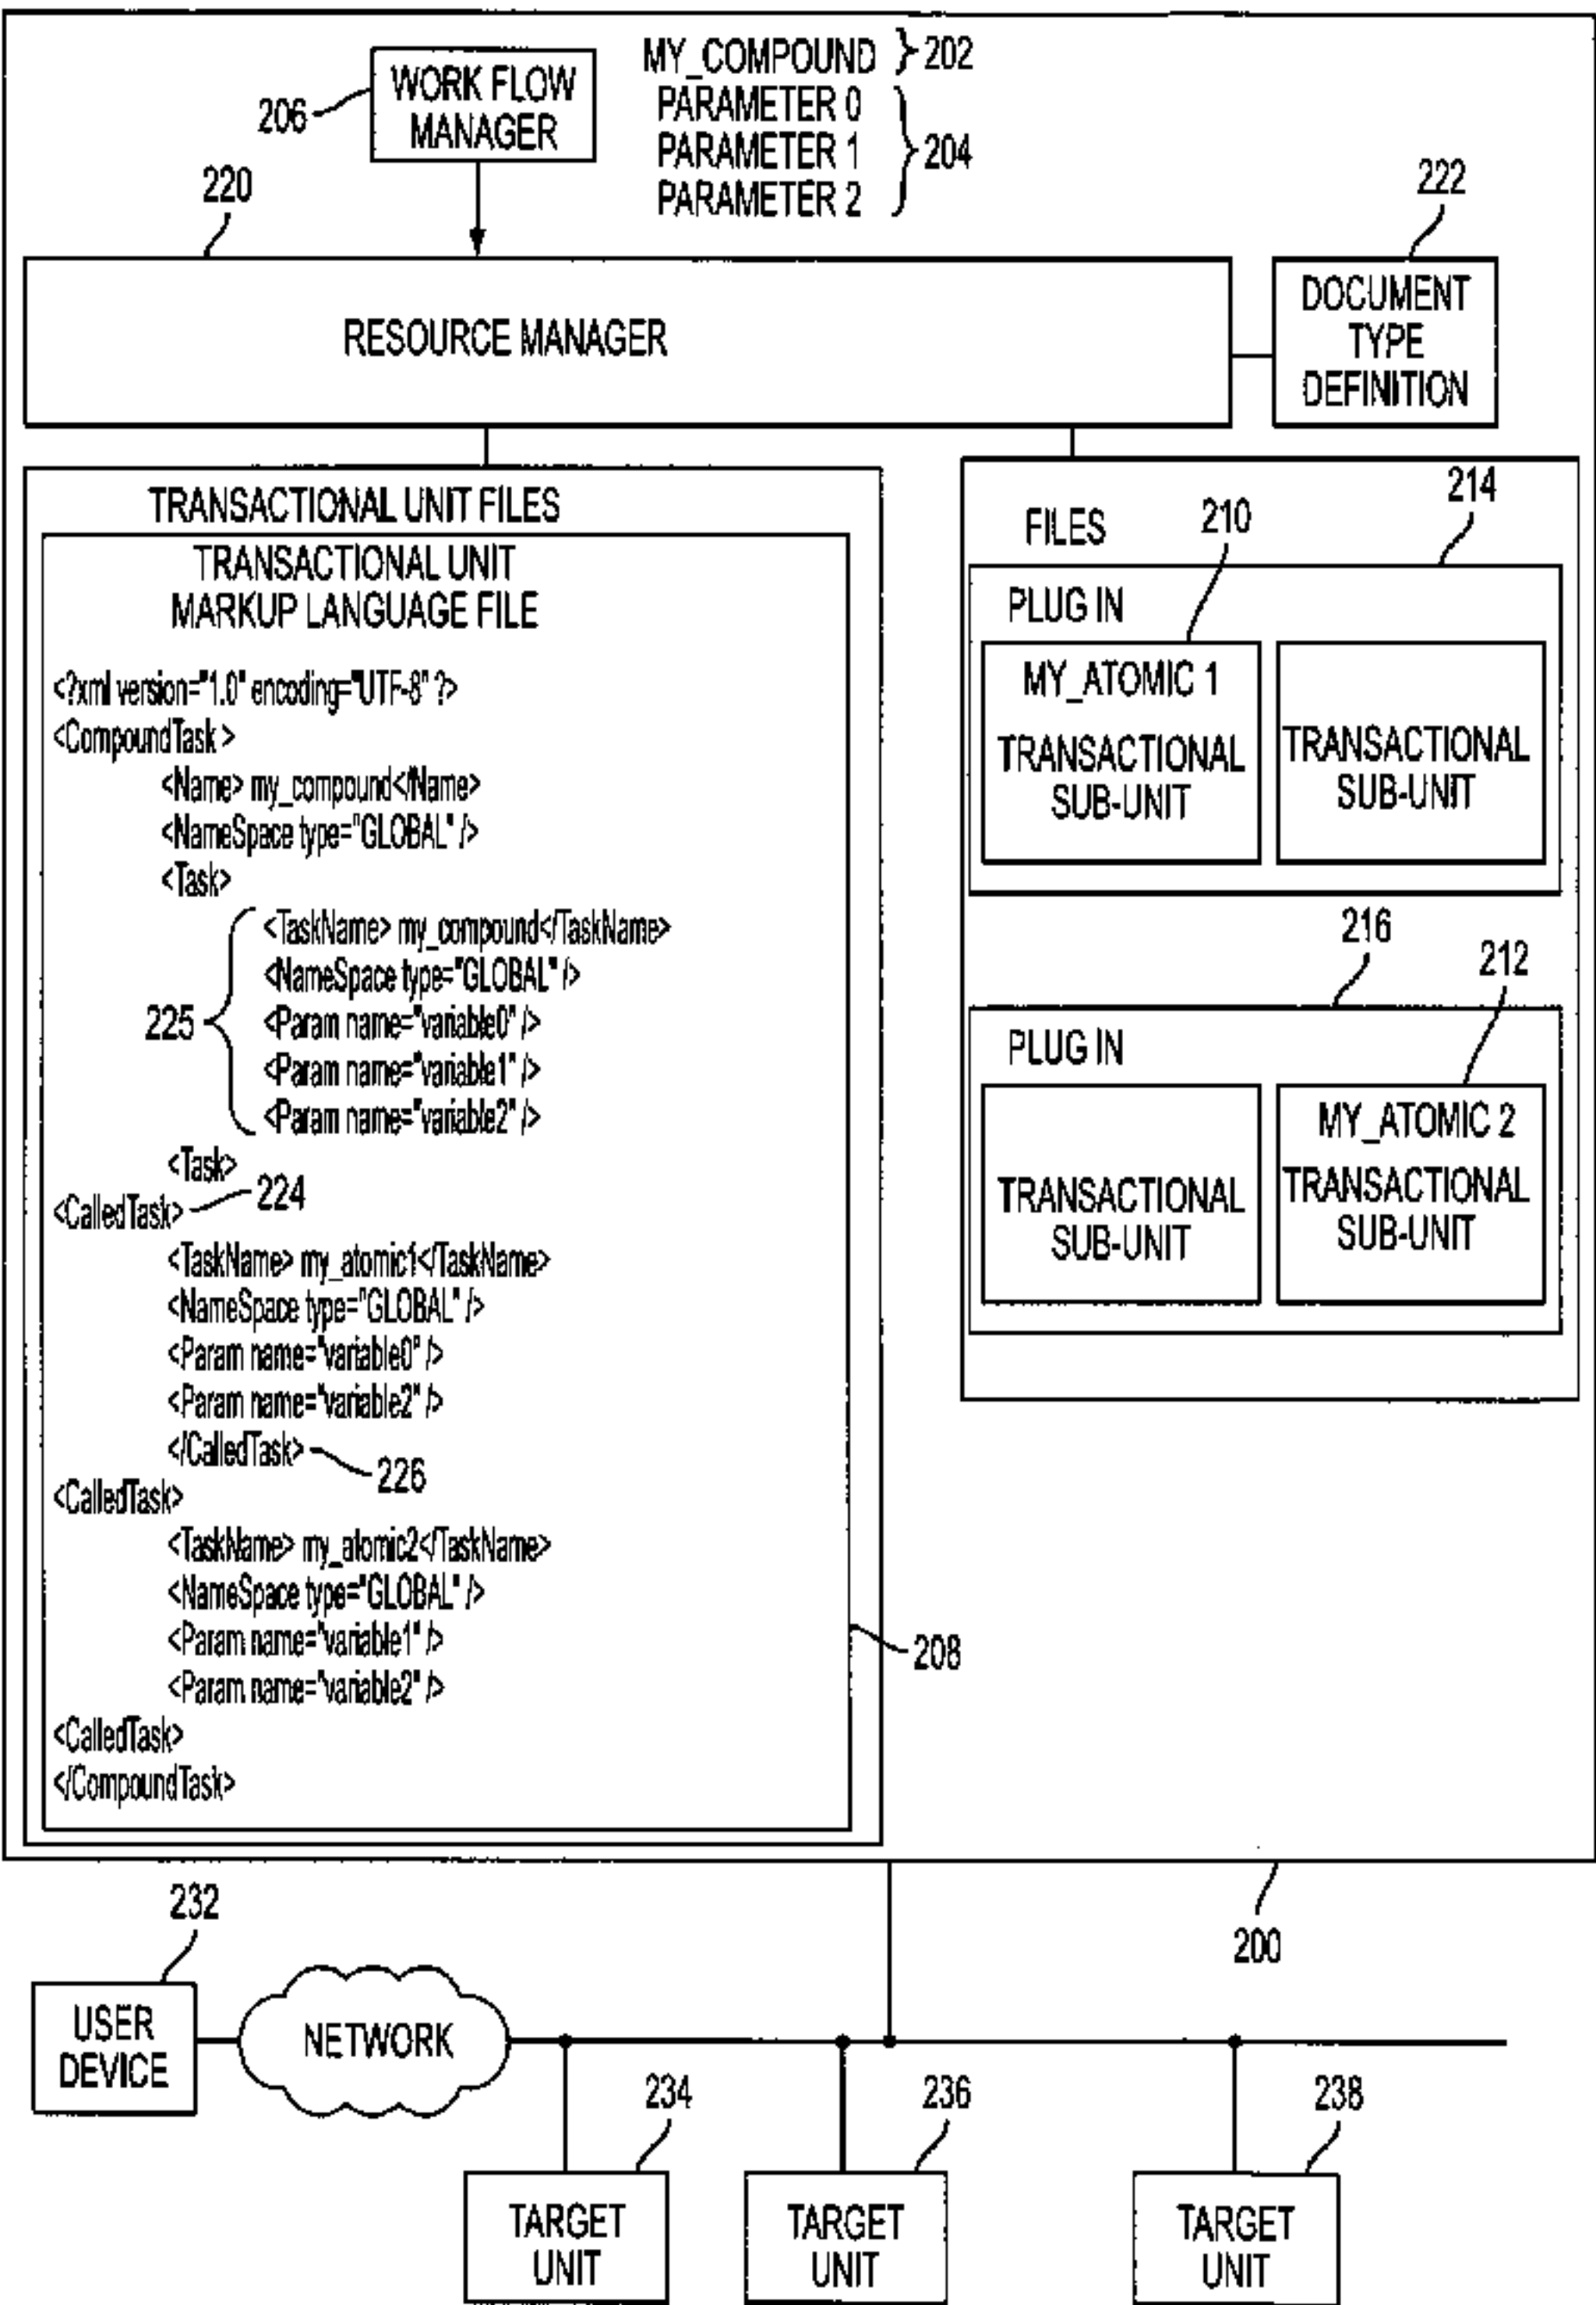 WORK FLOW
MANAGER
206
MY_COMPOUND } 202
PARAMETER 0
PARAMETER 1
PARAMETER 2
204
220
222
RESOURCE MANAGER
DOCUMENT
TYPE
DEFINITION
TRANSACTIONAL UNIT FILES
TRANSACTIONAL UNIT
MARKUP LANGUAGE FILE
<?xml version="1.0" encoding="UTF-8" ?>
<CompoundTask >
<Name> my_compound</Name>
<NameSpace type="GLOBAL" />
<Task>
225
<TaskName> my_compound</TaskName>
<NameSpace type="GLOBAL" />
<Param name="variable0" />
<Param name="variable1" />
<Param name="variable2" />
<Task>
<CalledTask> 224
<TaskName> my_atomic1</TaskName>
<NameSpace type="GLOBAL" />
<Param name="variable0" />
<Param name="variable2" />
</CalledTask> 226
<CalledTask>
<TaskName> my_atomic2</TaskName>
<NameSpace type="GLOBAL" />
<Param name="variable1" />
<Param name="variable2" />
<CalledTask>
</CompoundTask>
208
FILES
210
214
PLUG IN
MY_ATOMIC 1
TRANSACTIONAL
SUB-UNIT
TRANSACTIONAL
SUB-UNIT
216
212
PLUG IN
TRANSACTIONAL
SUB-UNIT
MY_ATOMIC 2
TRANSACTIONAL
SUB-UNIT
200
232
USER
DEVICE
NETWORK
234
TARGET
UNIT
236
TARGET
UNIT
238
TARGET
UNIT